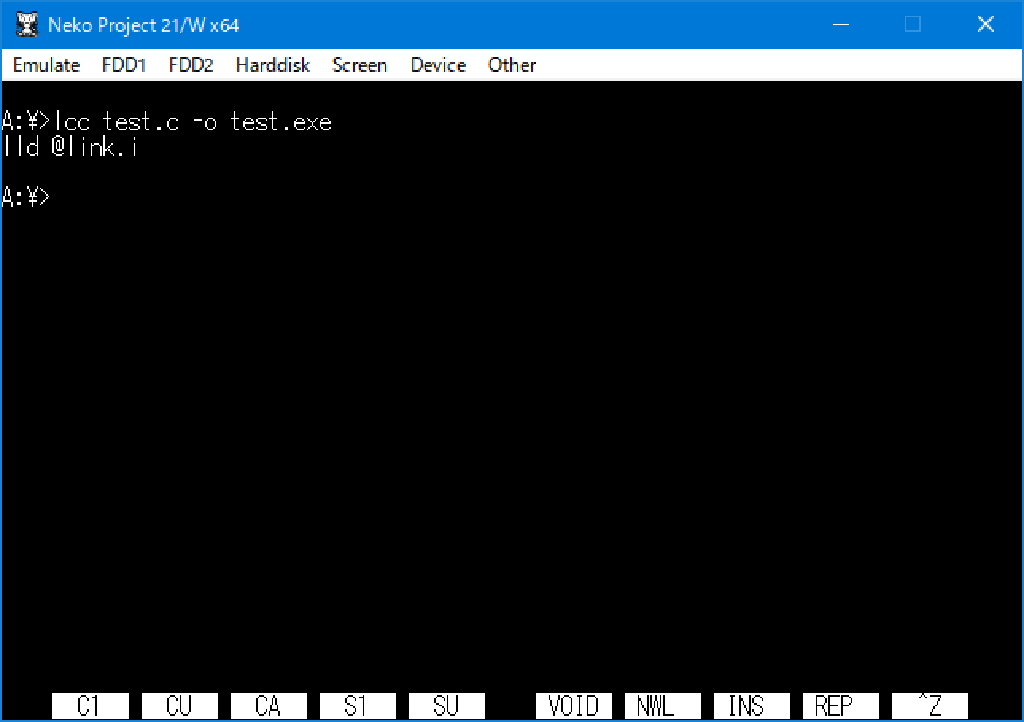 Neko Project 21/W x64
Emulate FDD1 FDD2 Harddisk Screen Device Other
A:¥>lcc test.c -o test.exe
lld @link.i
A:¥>
C1 CU CA S1 SU VOID NWL INS REP ^Z